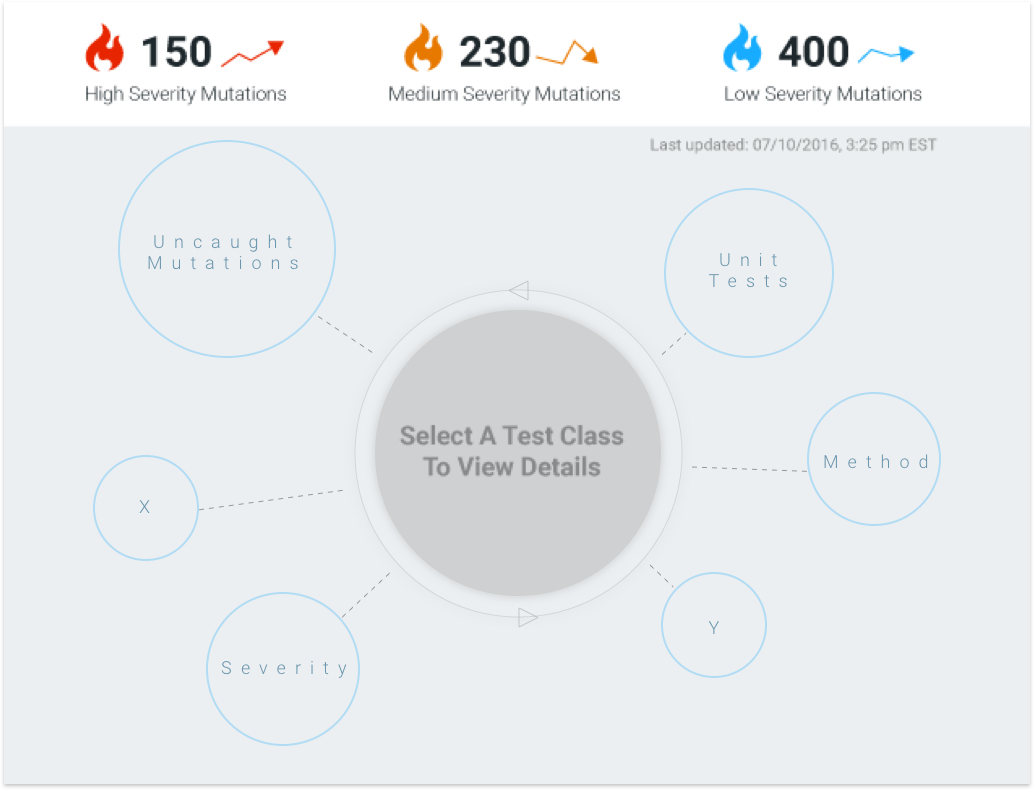 150
High Severity Mutations
230
Medium Severity Mutations
400
Low Severity Mutations
Last updated: 07/10/2016, 3:25 pm EST
Uncaught
Mutations
Unit
Tests
Select A Test Class
To View Details
Method
X
Y
Severity